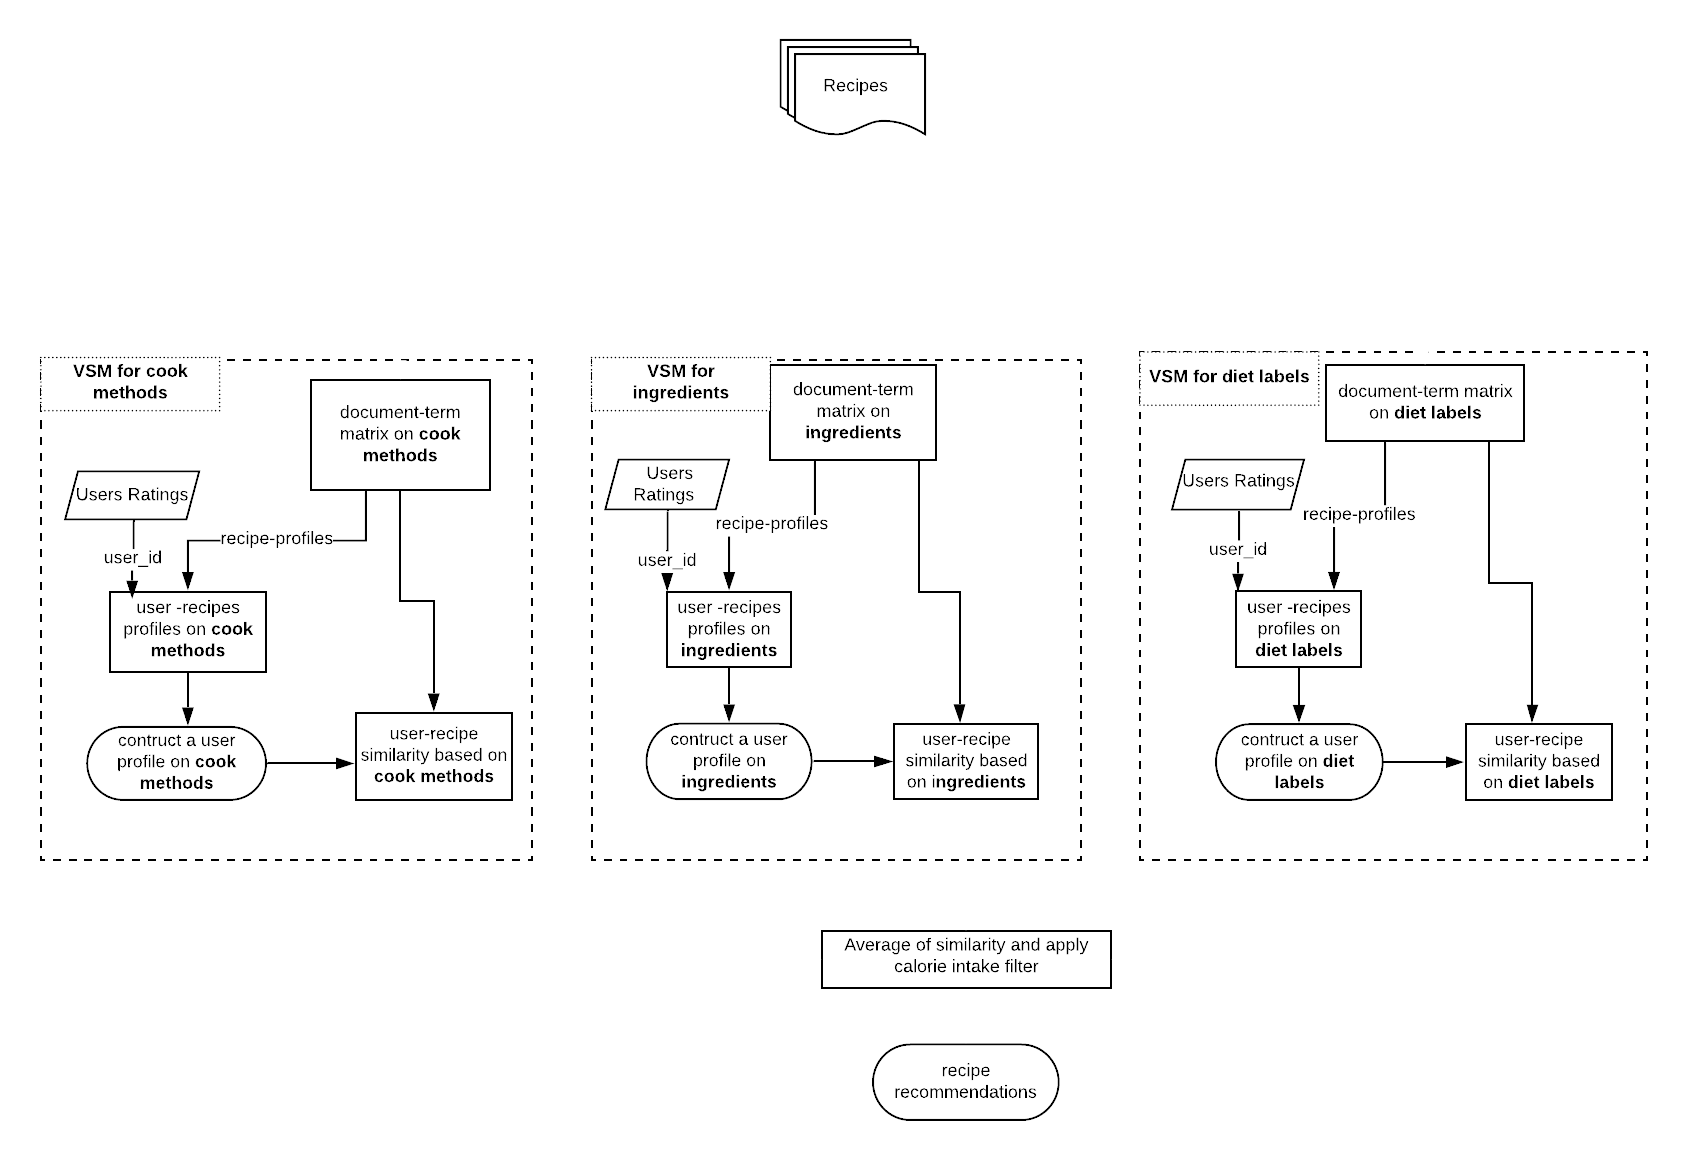 Recipes
VSM for cook
methods
document-term
matrix on cook
methods
Users Ratings
recipe-profiles
user_id
user -recipes
profiles on cook
methods
contruct a user
profile on cook
methods
user-recipe
similarity based on
cook methods
VSM for
ingredients
document-term
matrix on
ingredients
Users
Ratings
recipe-profiles
user_id
user -recipes
profiles on
ingredients
contruct a user
profile on
ingredients
user-recipe
similarity based
on ingredients
VSM for diet labels
document-term matrix
on diet labels
Users Ratings
recipe-profiles
user_id
user -recipes
profiles on
diet labels
contruct a user
profile on diet
labels
user-recipe
similarity based
on diet labels
Average of similarity and apply
calorie intake filter
recipe
recommendations